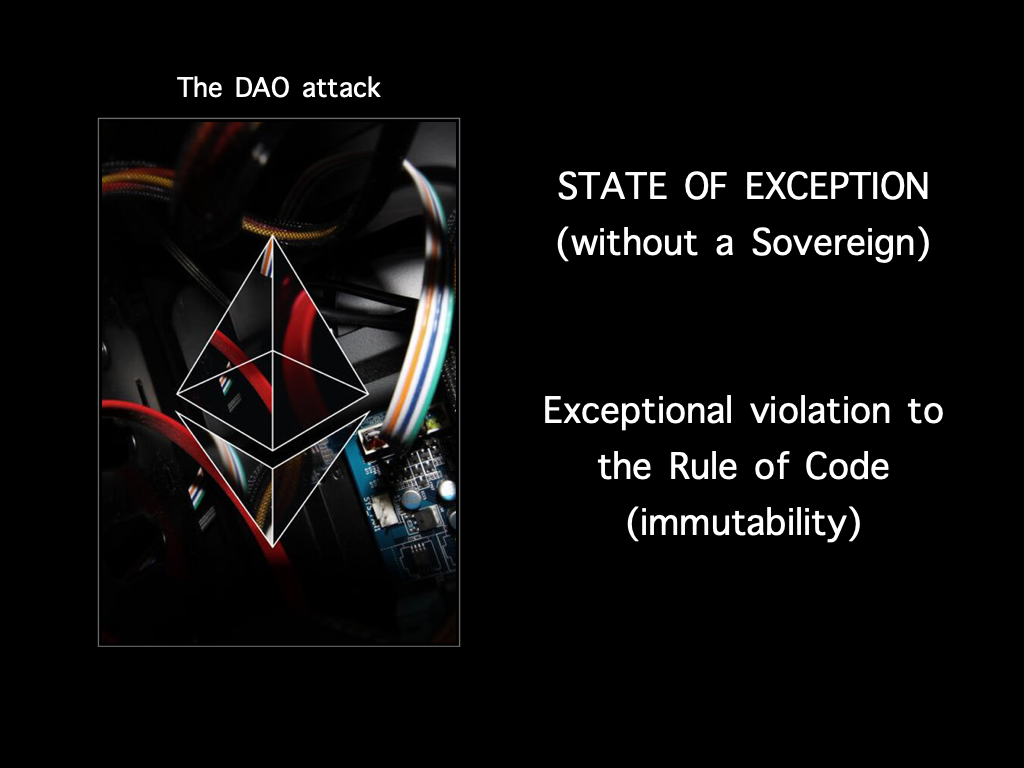 The DAO attack
STATE OF EXCEPTION
(without a Sovereign)
Exceptional violation to
the Rule of Code
(immutability)